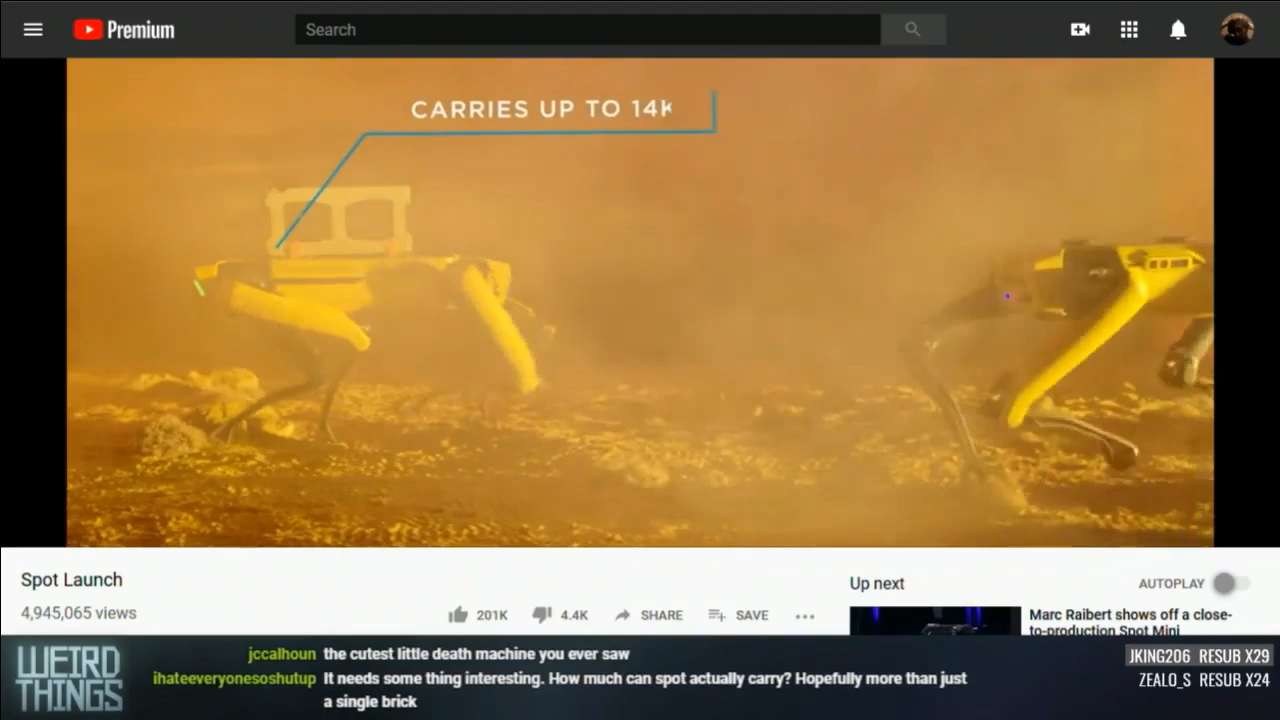 Premium
Search
CARRIES UP TO 14K
Spot Launch
4,945,065 views
201K
4.4K
SHARE
SAVE
Up next
AUTOPLAY
Marc Raibert shows off a close-
to-production Spot Mini
WEIRD
THINGS
jccalhoun the cutest little death machine you ever saw
ihateeveryonesoshutup It needs some thing interesting. How much can spot actually carry? Hopefully more than just
a single brick
JKING206 RESUB X29
ZEALO_S RESUB X24